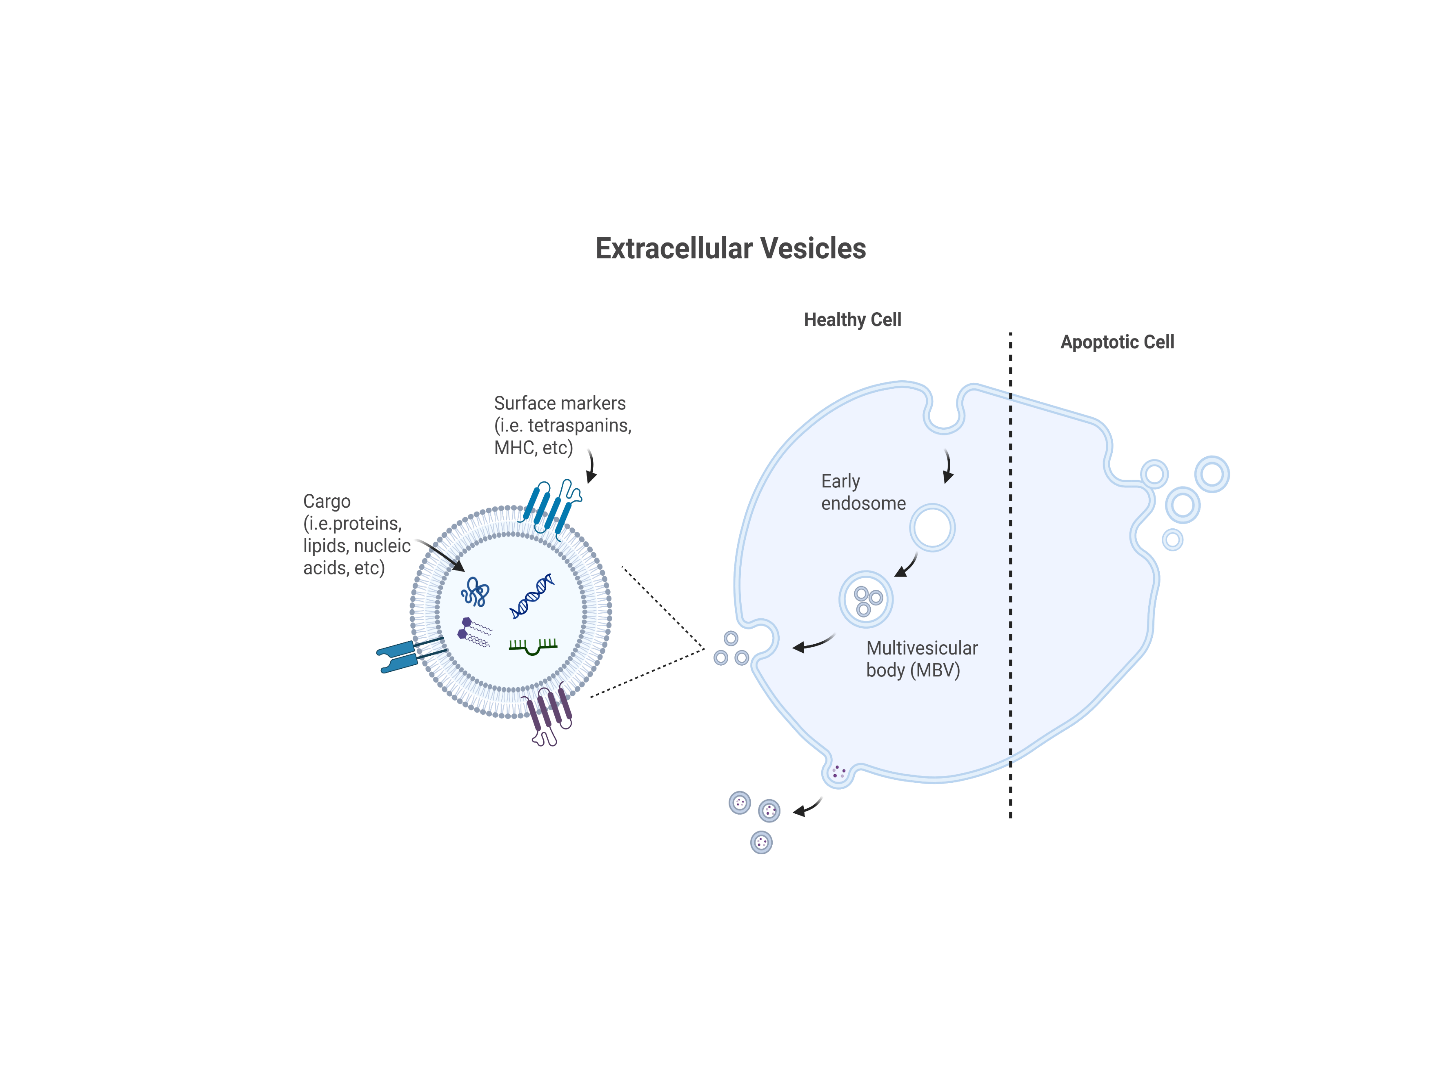 Extracellular Vesicles
Healthy Cell
Apoptotic Cell
Surface markers
(i.e. tetraspanins,
MHC, etc)
Cargo
(i.e.proteins,
lipids, nucleic
acids, etc)
Early
endosome
Multivesicular
body (MBV)